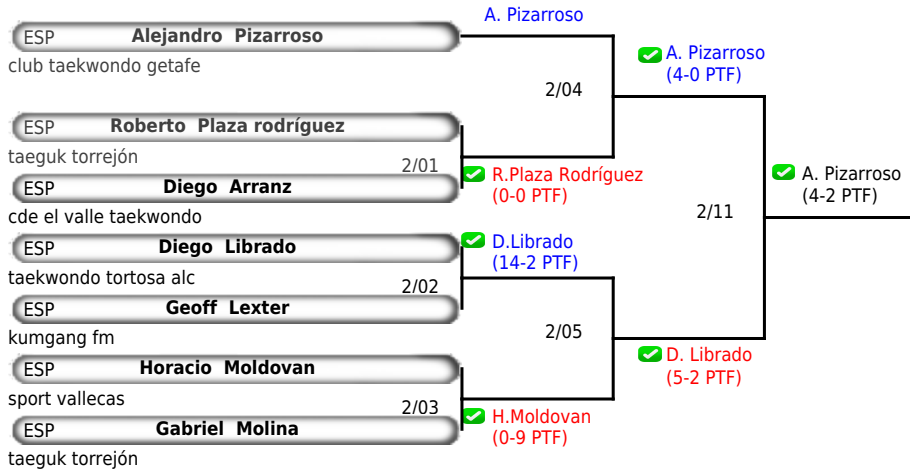 A. Pizarroso
ESP Alejandro Pizarroso
club taekwondo getafe
A. Pizarroso
(4-0 PTF)
2/04
ESP Roberto Plaza rodríguez
taeguk torrejón
2/01
R.Plaza Rodríguez
(0-0 PTF)
ESP Diego Arranz
cde el valle taekwondo
A. Pizarroso
(4-2 PTF)
2/11
ESP Diego Librado
taekwondo tortosa alc
D.Librado
(14-2 PTF)
2/02
ESP Geoff Lexter
kumgang fm
2/05
D. Librado
(5-2 PTF)
ESP Horacio Moldovan
sport vallecas
2/03
H.Moldovan
(0-9 PTF)
ESP Gabriel Molina
taeguk torrejón